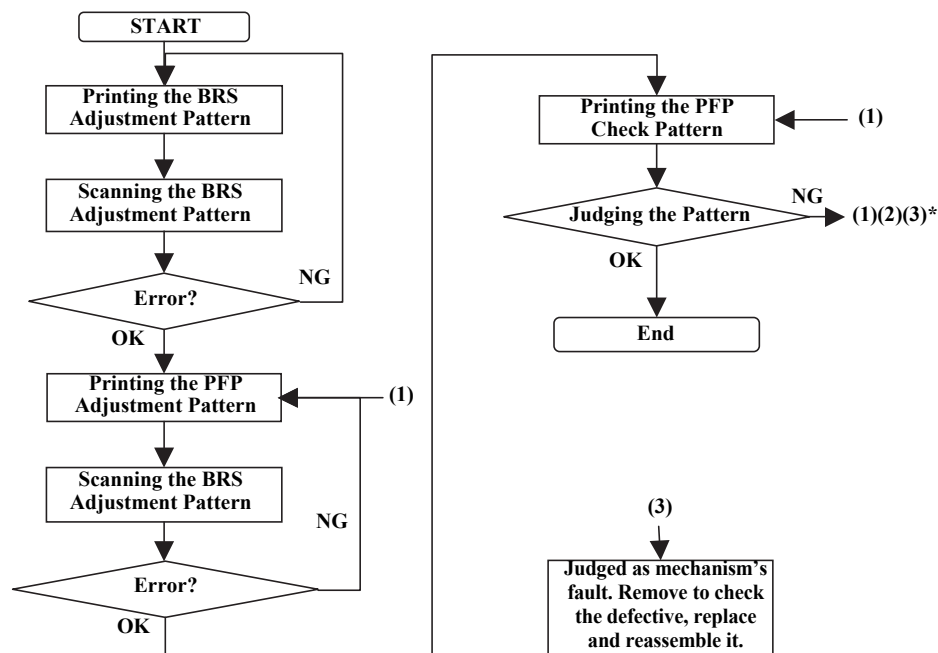 START
Printing the BRS
Adjustment Pattern
Scanning the BRS
Adjustment Pattern
NG
Error?
OK
Printing the PFP
Adjustment Pattern
(1)
Scanning the BRS
Adjustment Pattern
NG
Error?
OK
Printing the PFP
Check Pattern
(1)
NG
Judging the Pattern
(1)(2)(3)*
OK
End
(3)
Judged as mechanism's
fault. Remove to check
the defective, replace
and reassemble it.